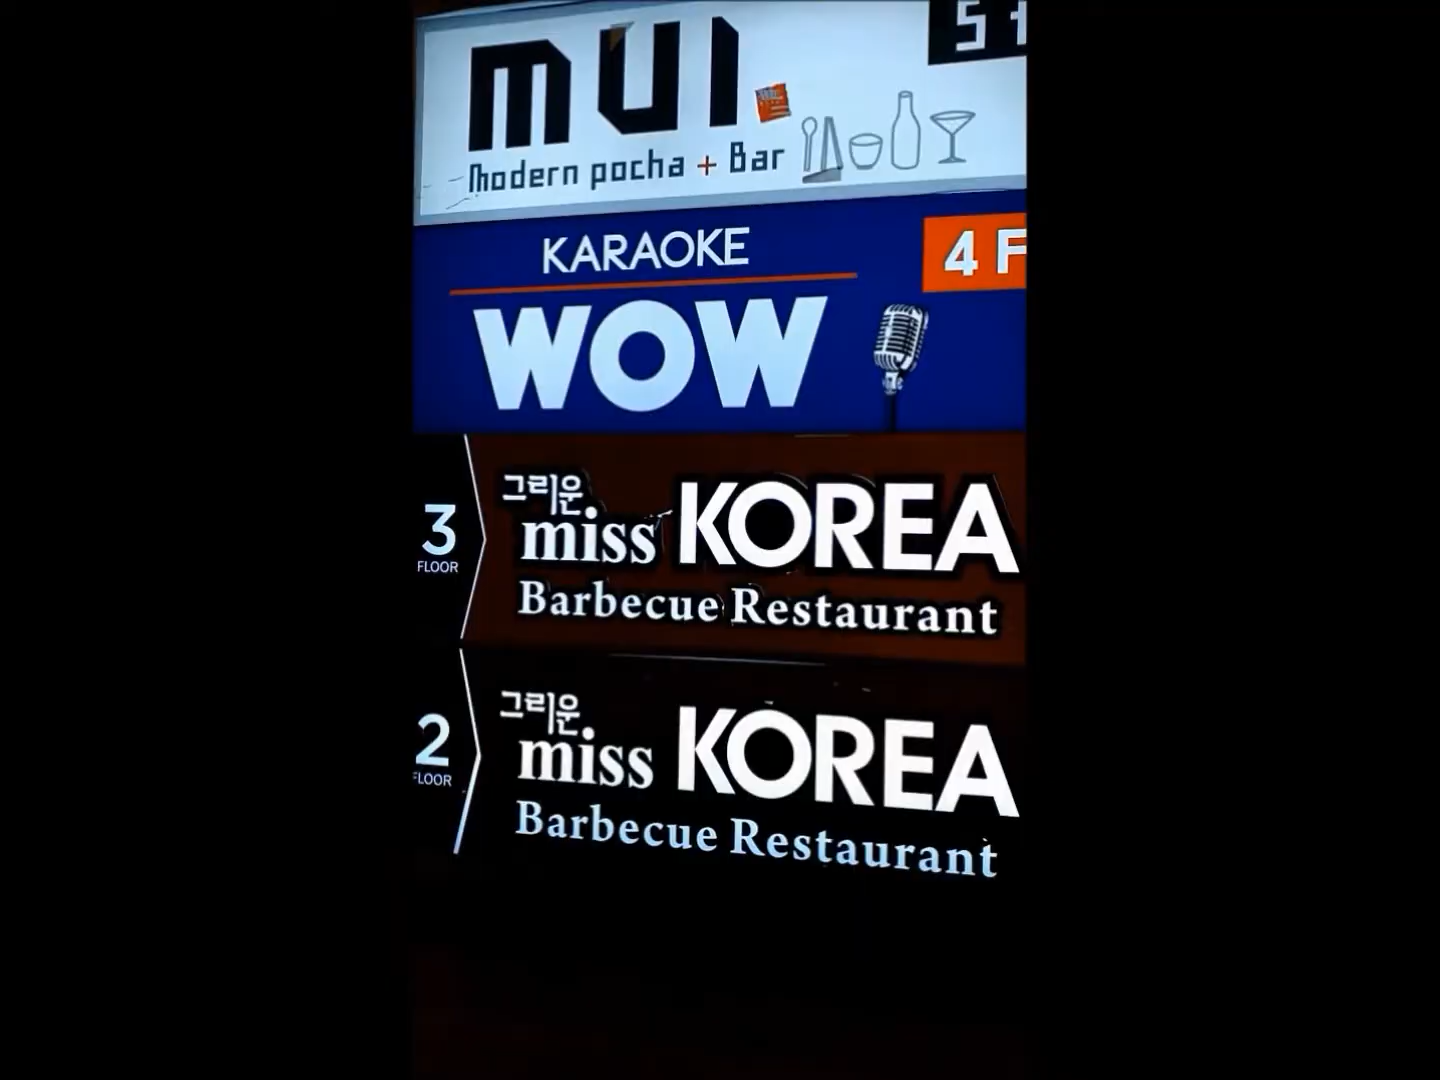 MUI
5 f
Modern pocha + Bar
KARAOKE
4 F
WOW
3
FLOOR
그리운
miss KOREA
Barbecue Restaurant
2
FLOOR
그리운
miss KOREA
Barbecue Restaurant